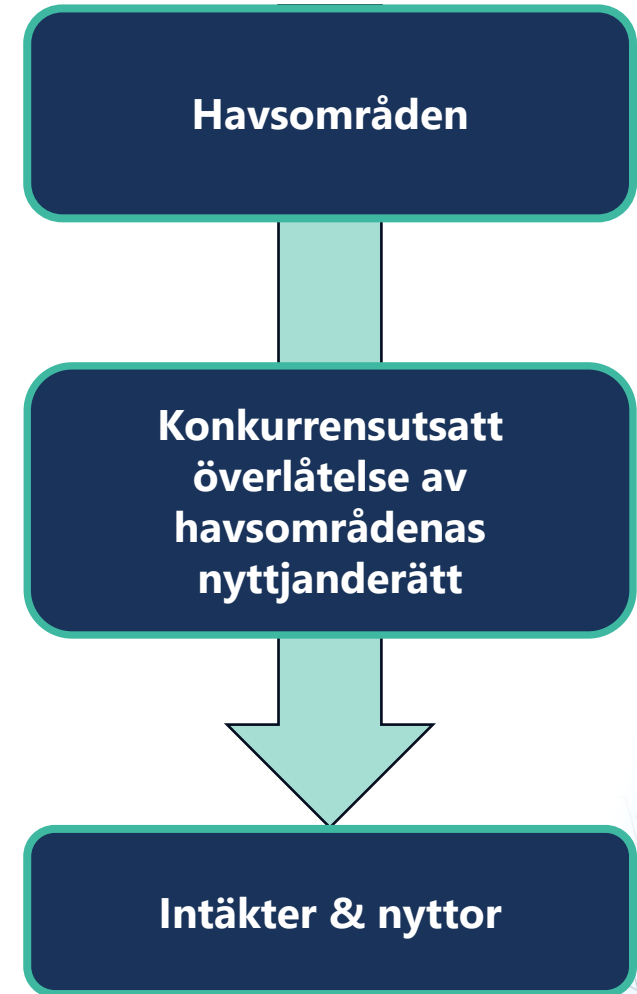 Havsområden
Konkurrensutsatt
överlåtelse av
havsområdenas
nyttjanderätt
Intäkter & nyttor